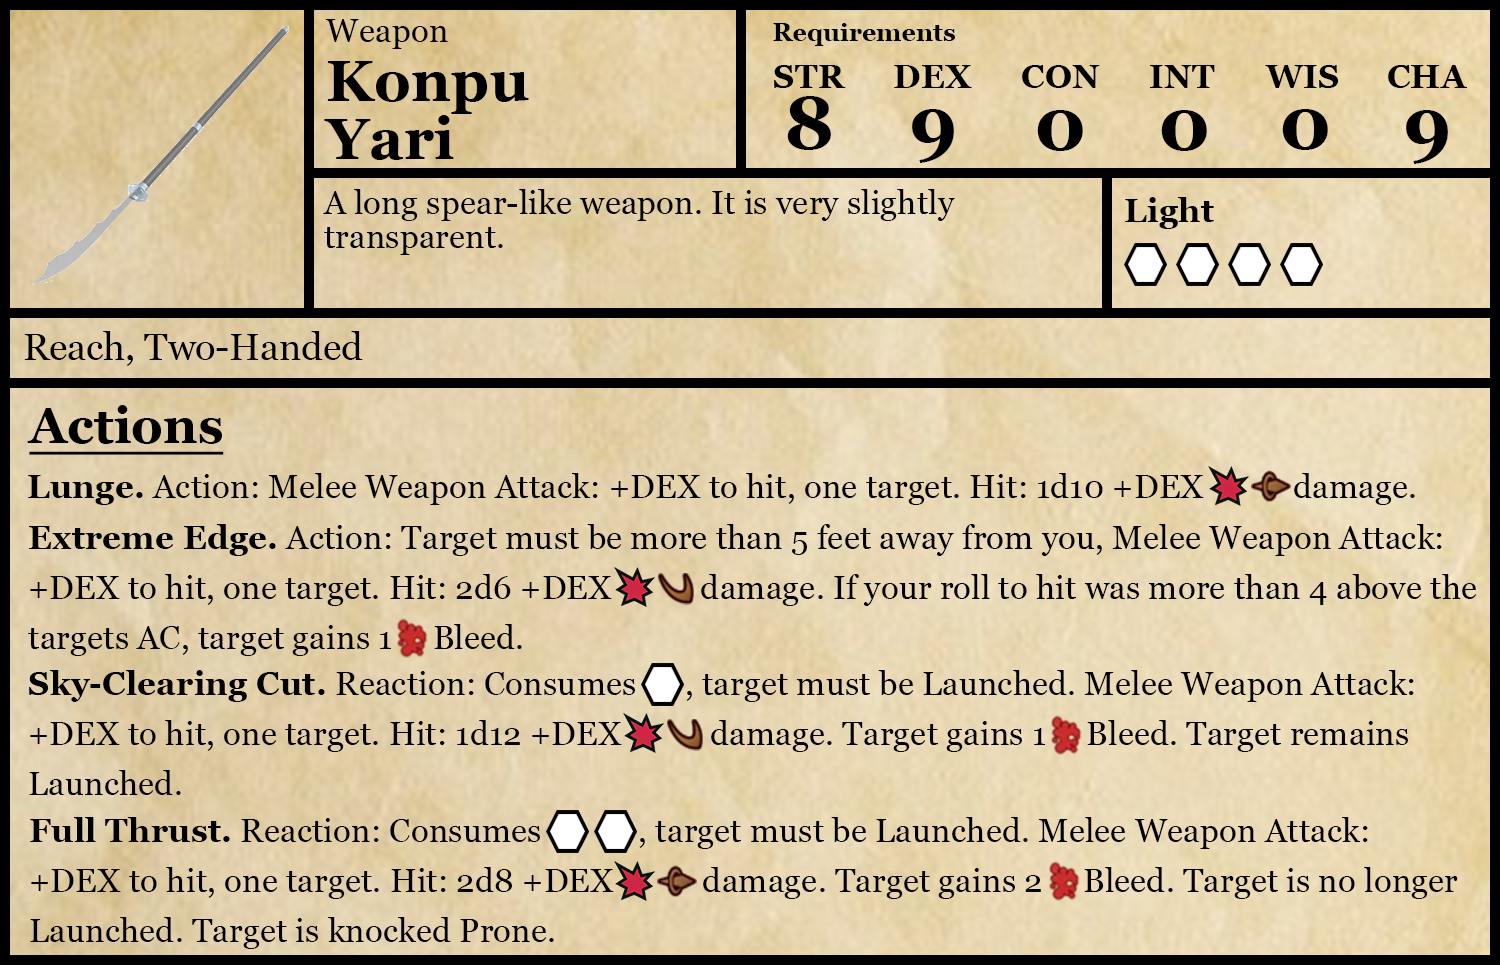 Weapon
Konpu
Yari
Requirements
STR DEX CON INT WIS CHA
8 9 0 0 0 9
A long spear-like weapon. It is very slightly
transparent.
Light
Reach, Two-Handed
Actions
Lunge. Action: Melee Weapon Attack: +DEX to hit, one target. Hit: 1d10 +DEX damage.
Extreme Edge. Action: Target must be more than 5 feet away from you, Melee Weapon Attack:
+DEX to hit, one target. Hit: 2d6 +DEX damage. If your roll to hit was more than 4 above the
targets AC, target gains 1 Bleed.
Sky-Clearing Cut. Reaction: Consumes , target must be Launched. Melee Weapon Attack:
+DEX to hit, one target. Hit: 1d12 +DEX damage. Target gains 1 Bleed. Target remains
Launched.
Full Thrust. Reaction: Consumes , target must be Launched. Melee Weapon Attack:
+DEX to hit, one target. Hit: 2d8 +DEX damage. Target gains 2 Bleed. Target is no longer
Launched. Target is knocked Prone.